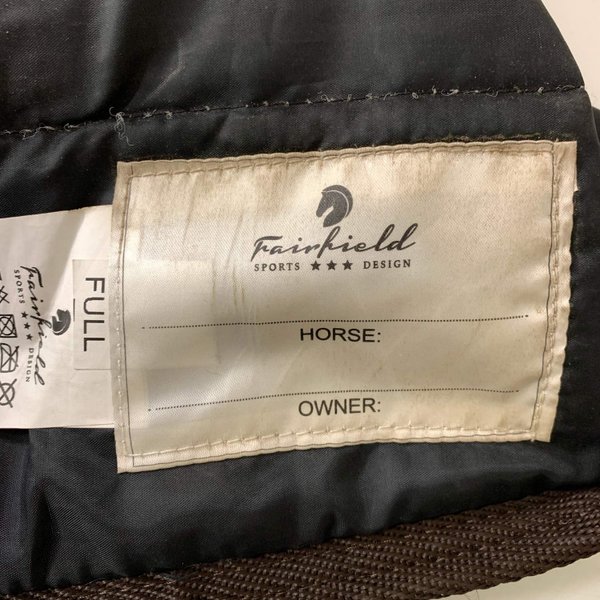 Fairfield
SPORTS ★★★ DESIGN
HORSE:
OWNER:
FULL
Fairfield
SPORTS ★★★ DESIGN